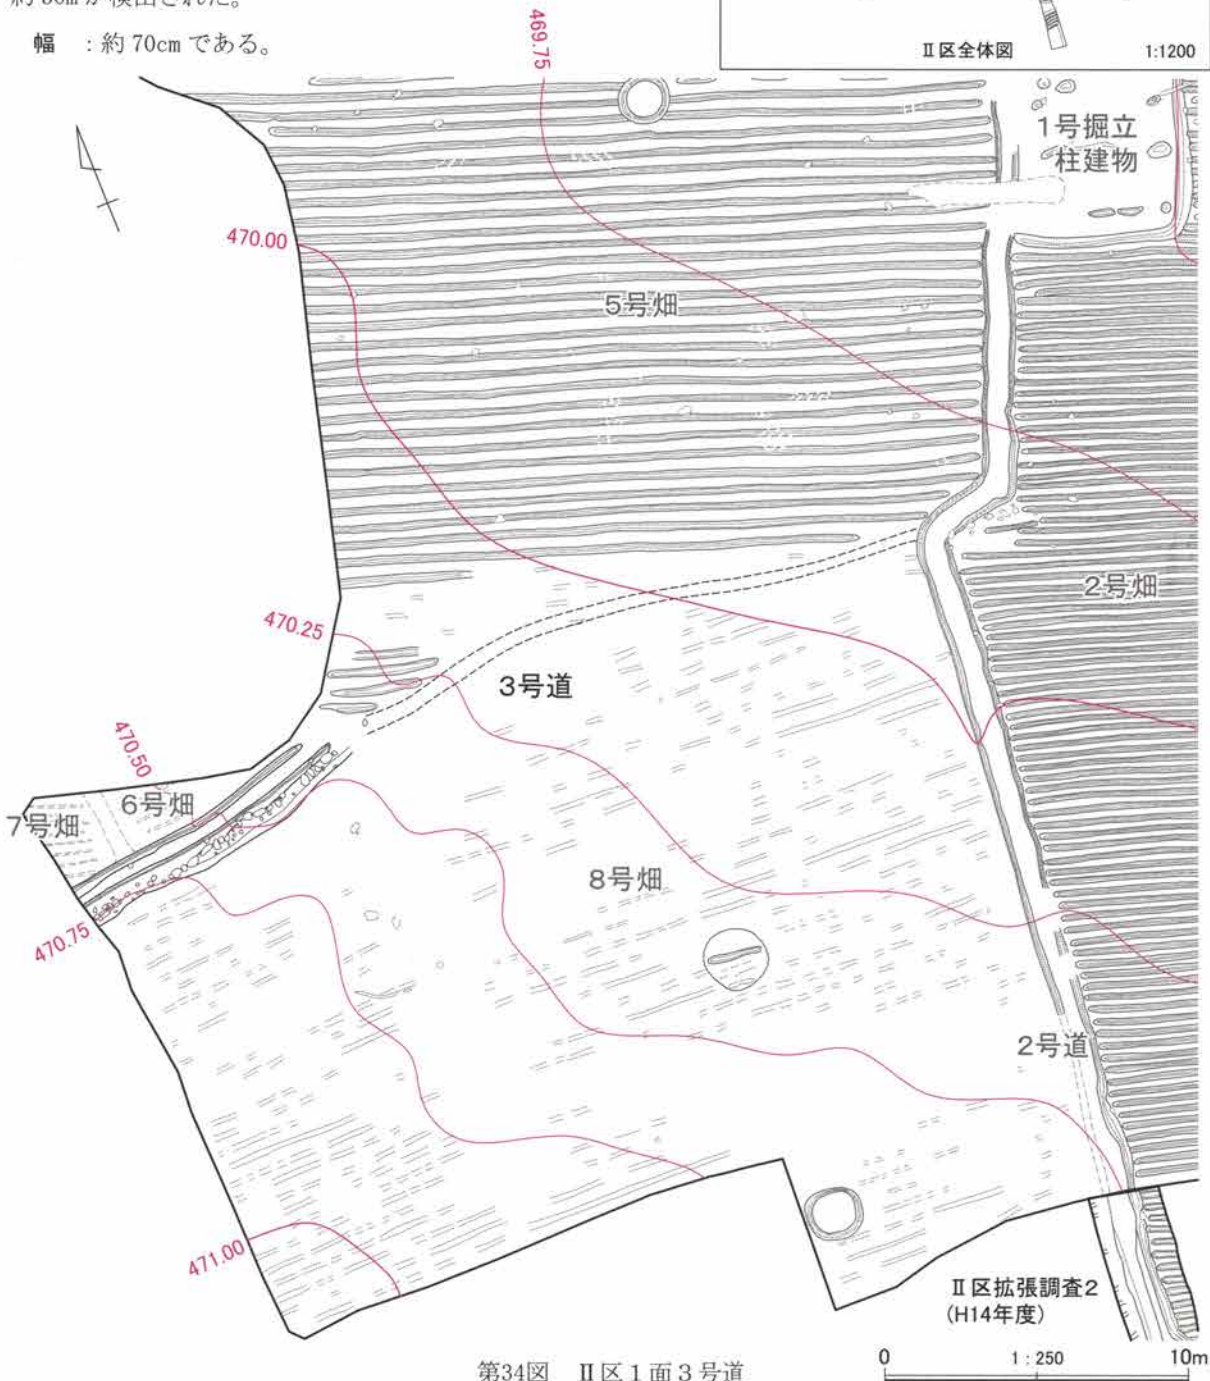 幅 ：約 70cm である。
Ⅱ区全体図 1:1200
469.75
1号掘立
柱建物
470.00
5号畑
2号畑
470.25
3号道
470.50
6号畑
7号畑
8号畑
470.75
2号道
471.00
Ⅱ区拡張調査2
(H14年度)
0 1：250 10m
第34図 Ⅱ区１面３号道